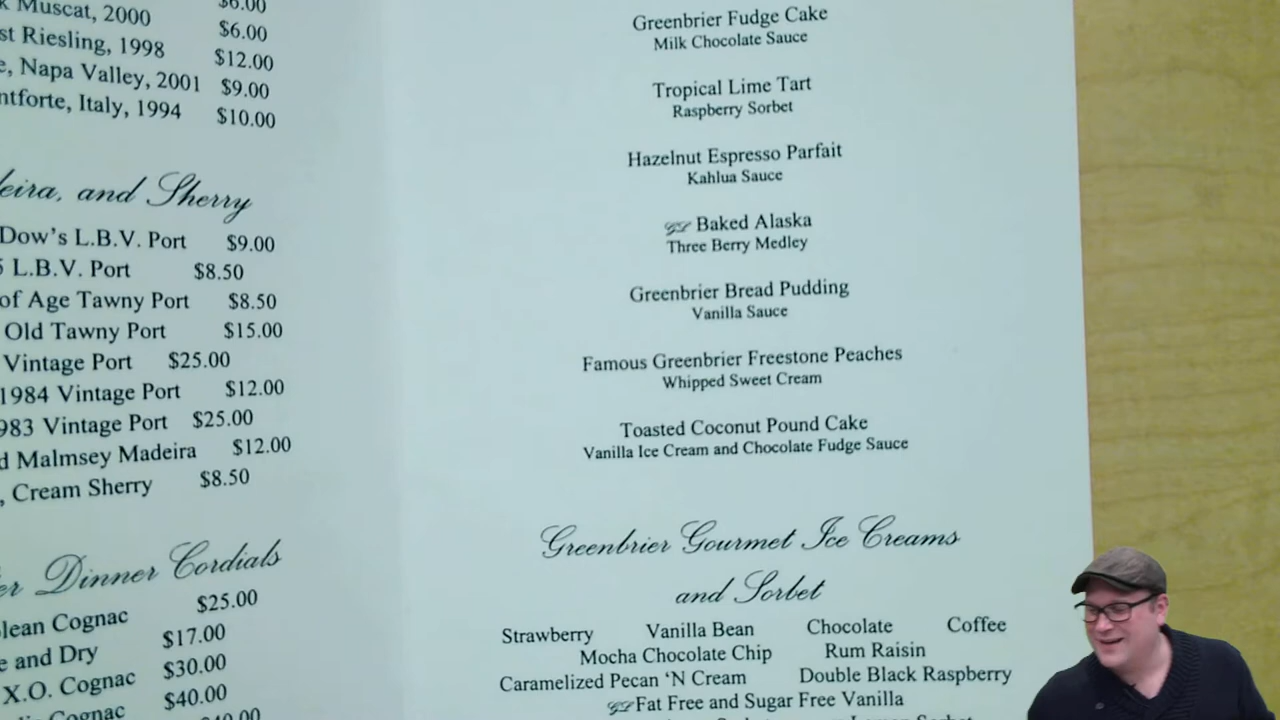 $6.00
Muscat, 2000 $6.00
st Riesling, 1998 $12.00
e, Napa Valley, 2001 $9.00
ntforte, Italy, 1994 $10.00
eira, and Sherry
Dow's L.B.V. Port $9.00
5 L.B.V. Port $8.50
of Age Tawny Port $8.50
Old Tawny Port $15.00
Vintage Port $25.00
1984 Vintage Port $12.00
983 Vintage Port $25.00
d Malmsey Madeira $12.00
, Cream Sherry $8.50
er Dinner Cordials
lean Cognac $25.00
e and Dry $17.00
X.O. Cognac $30.00
Cognac $40.00
Greenbrier Fudge Cake
Milk Chocolate Sauce
Tropical Lime Tart
Raspberry Sorbet
Hazelnut Espresso Parfait
Kahlua Sauce
Baked Alaska
Three Berry Medley
Greenbrier Bread Pudding
Vanilla Sauce
Famous Greenbrier Freestone Peaches
Whipped Sweet Cream
Toasted Coconut Pound Cake
Vanilla Ice Cream and Chocolate Fudge Sauce
Greenbrier Gourmet Ice Creams
and Sorbet
Strawberry Vanilla Bean Chocolate Coffee
Mocha Chocolate Chip Rum Raisin
Caramelized Pecan 'N Cream Double Black Raspberry
Fat Free and Sugar Free Vanilla
Lemon Sorbet